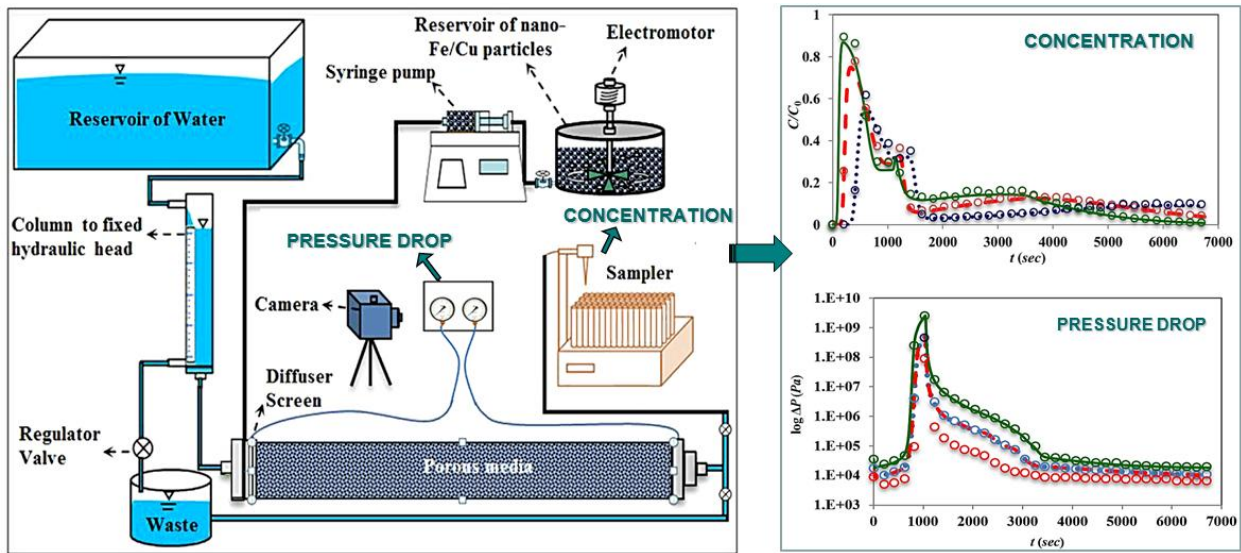 Reservoir of Water
Column to fixed
hydraulic head
Regulator
Valve
Waste
Syringe pump
Reservoir of nano-
Fe/Cu particles
Electromotor
PRESSURE DROP
CONCENTRATION
Camera
Sampler
Diffuser
Screen
Porous media
CONCENTRATION
C/C₀
1
0.8
0.6
0.4
0.2
0
0 1000 2000 3000 4000 5000 6000 7000
t (sec)
PRESSURE DROP
log ΔP (Pa)
1.E+10
1.E+09
1.E+08
1.E+07
1.E+06
1.E+05
1.E+04
1.E+03
0 1000 2000 3000 4000 5000 6000 7000
t (sec)